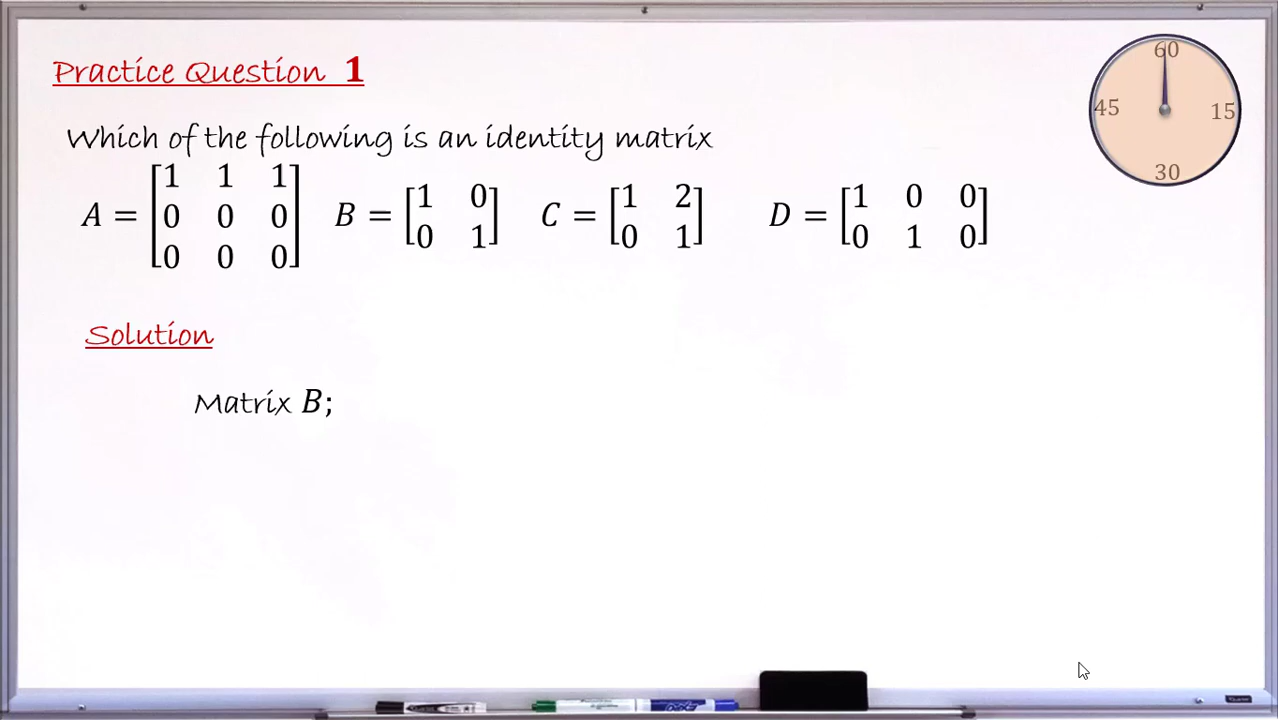 Practice Question 1
60
45 15
30
Which of the following is an identity matrix
A = [1 1 1
0 0 0
0 0 0] B = [1 0
0 1] C = [1 2
0 1] D = [1 0 0
0 1 0]
Solution
Matrix B;